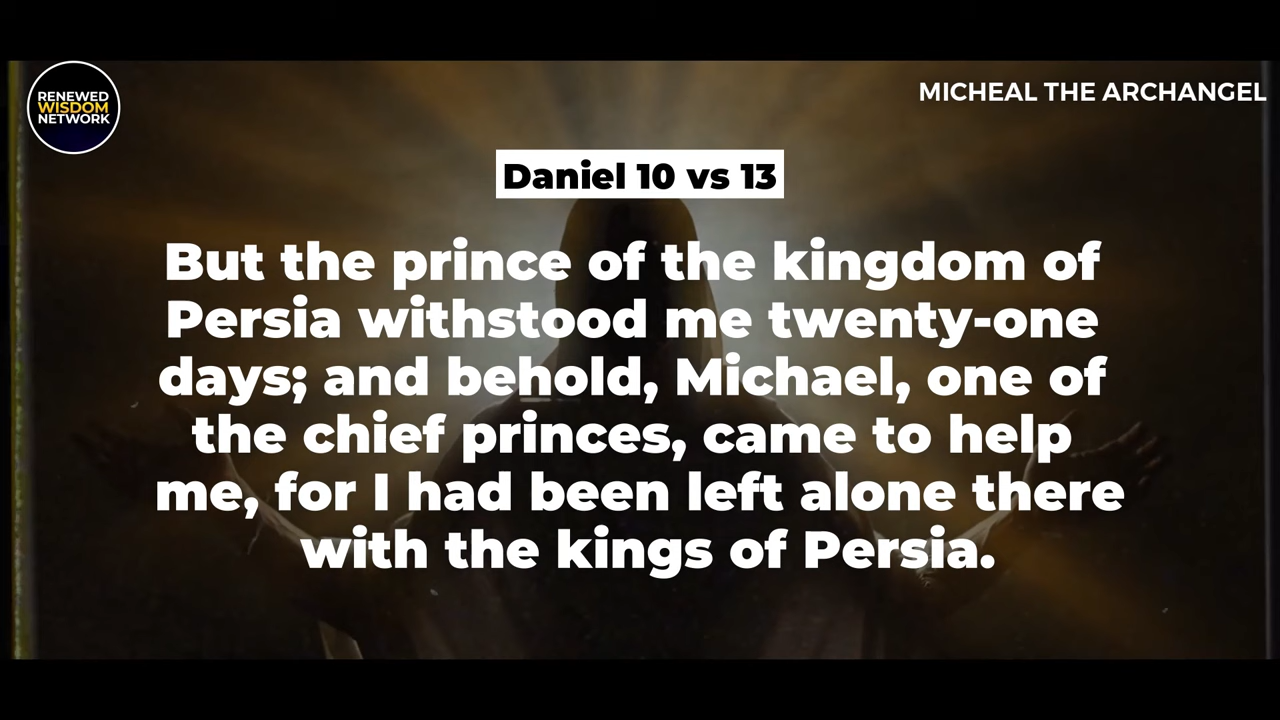 RENEWED
WISDOM
NETWORK
MICHEAL THE ARCHANGEL
Daniel 10 vs 13
But the prince of the kingdom of
Persia withstood me twenty-one
days; and behold, Michael, one of
the chief princes, came to help
me, for I had been left alone there
with the kings of Persia.